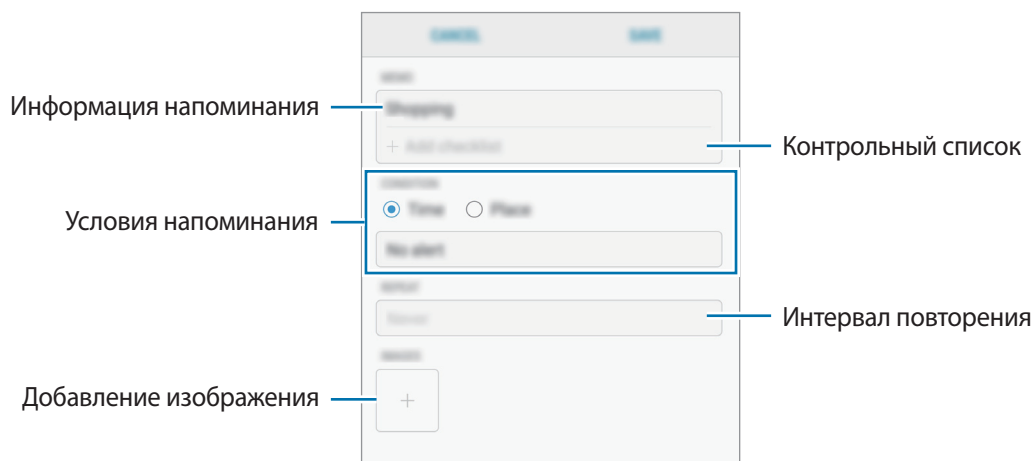 CANCEL
SAVE
Информация напоминания
Shopping
+ Add checklist
Контрольный список
CONDITION
Условия напоминания
Time
Place
No alert
REPEAT
Never
Интервал повторения
IMAGES
Добавление изображения
+